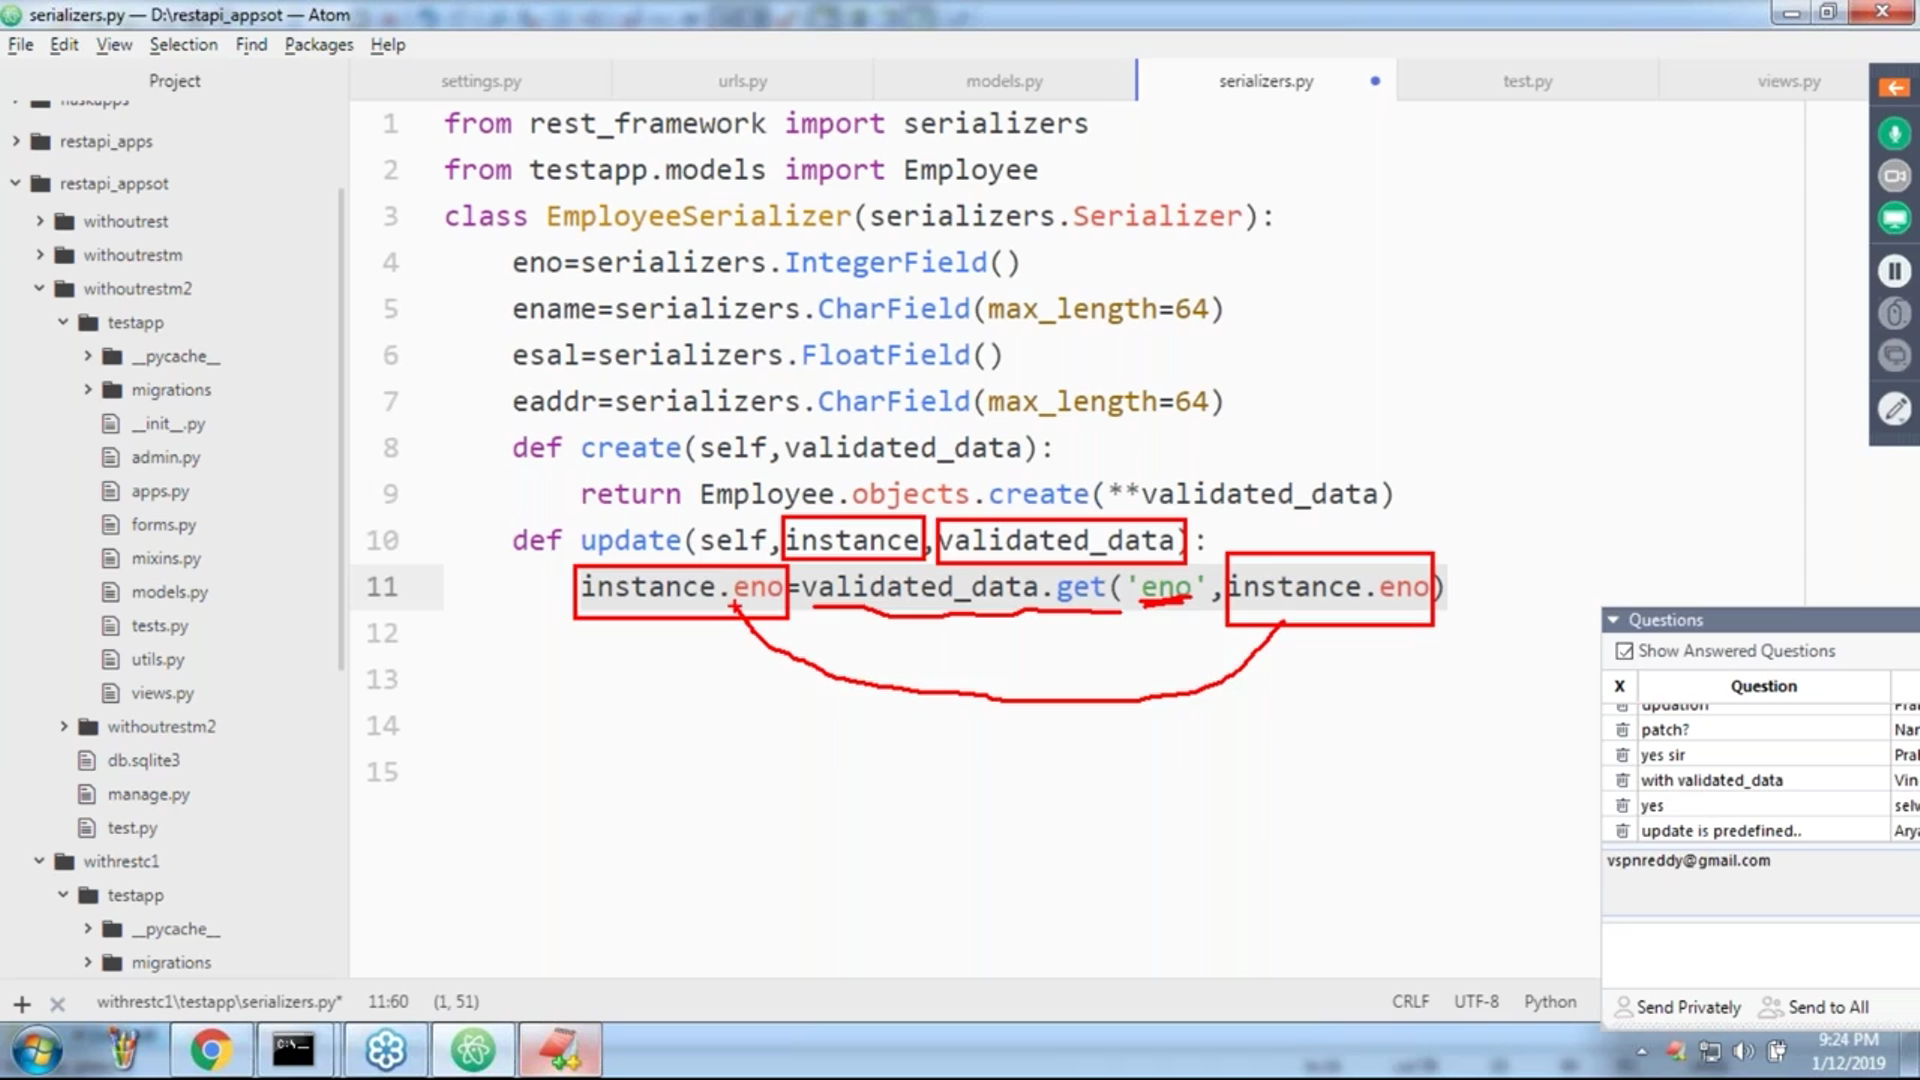 serializers.py — D:\restapi_appsot — Atom
File Edit View Selection Find Packages Help
Project
settings.py urls.py models.py serializers.py test.py views.py
restapi_apps
restapi_appsot
withoutrest
withoutrestm
withoutrestm2
testapp
__pycache__
migrations
__init__.py
admin.py
apps.py
forms.py
mixins.py
models.py
tests.py
utils.py
views.py
withoutrestm2
db.sqlite3
manage.py
test.py
withrestc1
testapp
__pycache__
migrations
1 from rest_framework import serializers
2 from testapp.models import Employee
3 class EmployeeSerializer(serializers.Serializer):
4 eno=serializers.IntegerField()
5 ename=serializers.CharField(max_length=64)
6 esal=serializers.FloatField()
7 eaddr=serializers.CharField(max_length=64)
8 def create(self,validated_data):
9 return Employee.objects.create(**validated_data)
10 def update(self,instance,validated_data):
11 instance.eno=validated_data.get('eno',instance.eno)
12
13
14
15
Questions
Show Answered Questions
X Question
updation
patch?
yes sir
with validated_data
yes
update is predefined..
vspnreddy@gmail.com
Send Privately Send to All
withrestc1\testapp\serializers.py* 11:60 (1, 51) CRLF UTF-8 Python
9:24 PM
1/12/2019